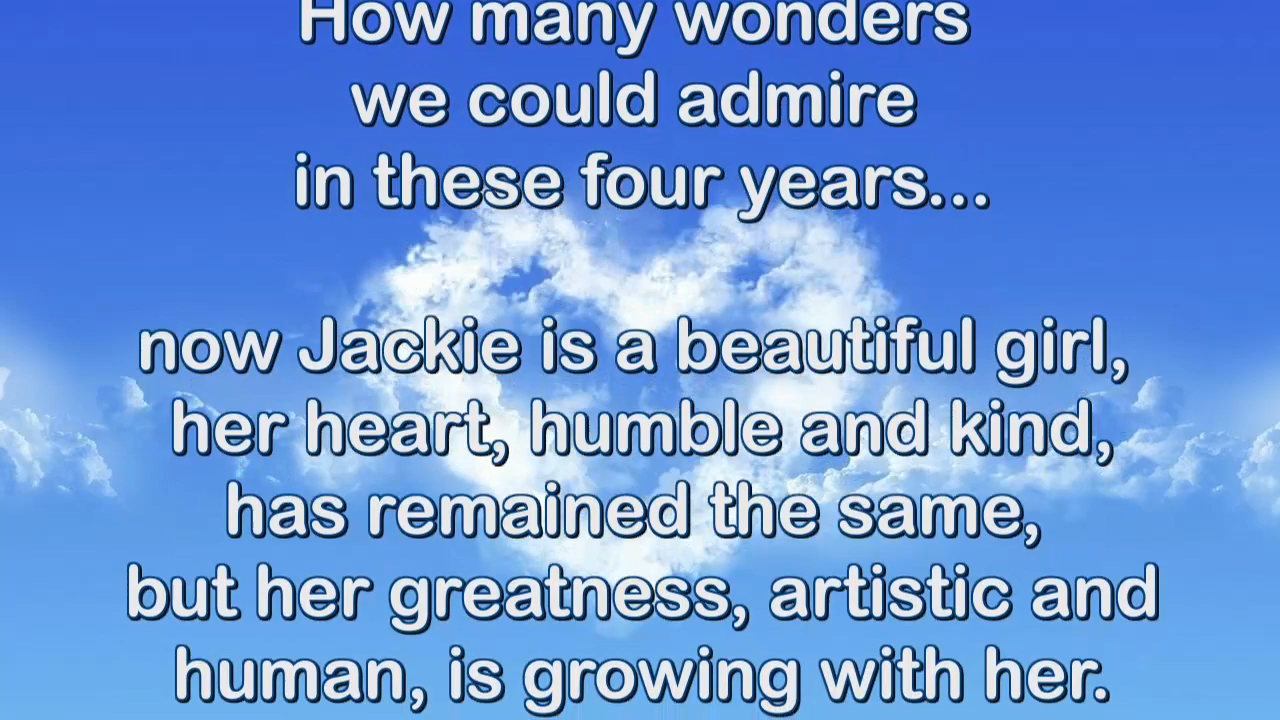 How many wonders
we could admire
in these four years...
now Jackie is a beautiful girl,
her heart, humble and kind,
has remained the same,
but her greatness, artistic and
human, is growing with her.